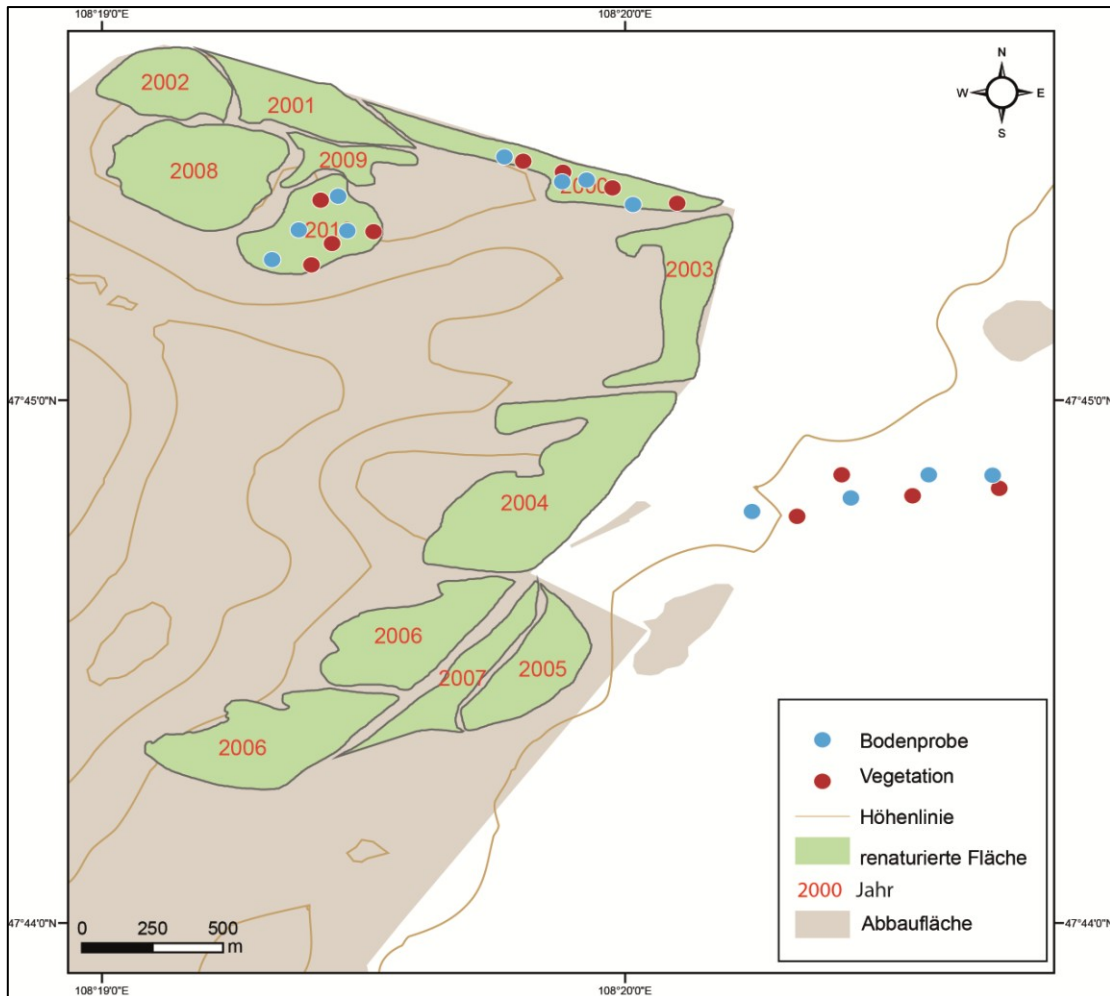 108°19'0"E
108°20'0"E
N
W
E
S
2002
2001
2009
2008
2000
201
2003
47°45'0"N
47°45'0"N
2004
2006
2007
2005
2006
Bodenprobe
Vegetation
Höhenlinie
renaturierte Fläche
2000 Jahr
Abbaufläche
47°44'0"N
47°44'0"N
0 250 500
m
108°19'0"E
108°20'0"E